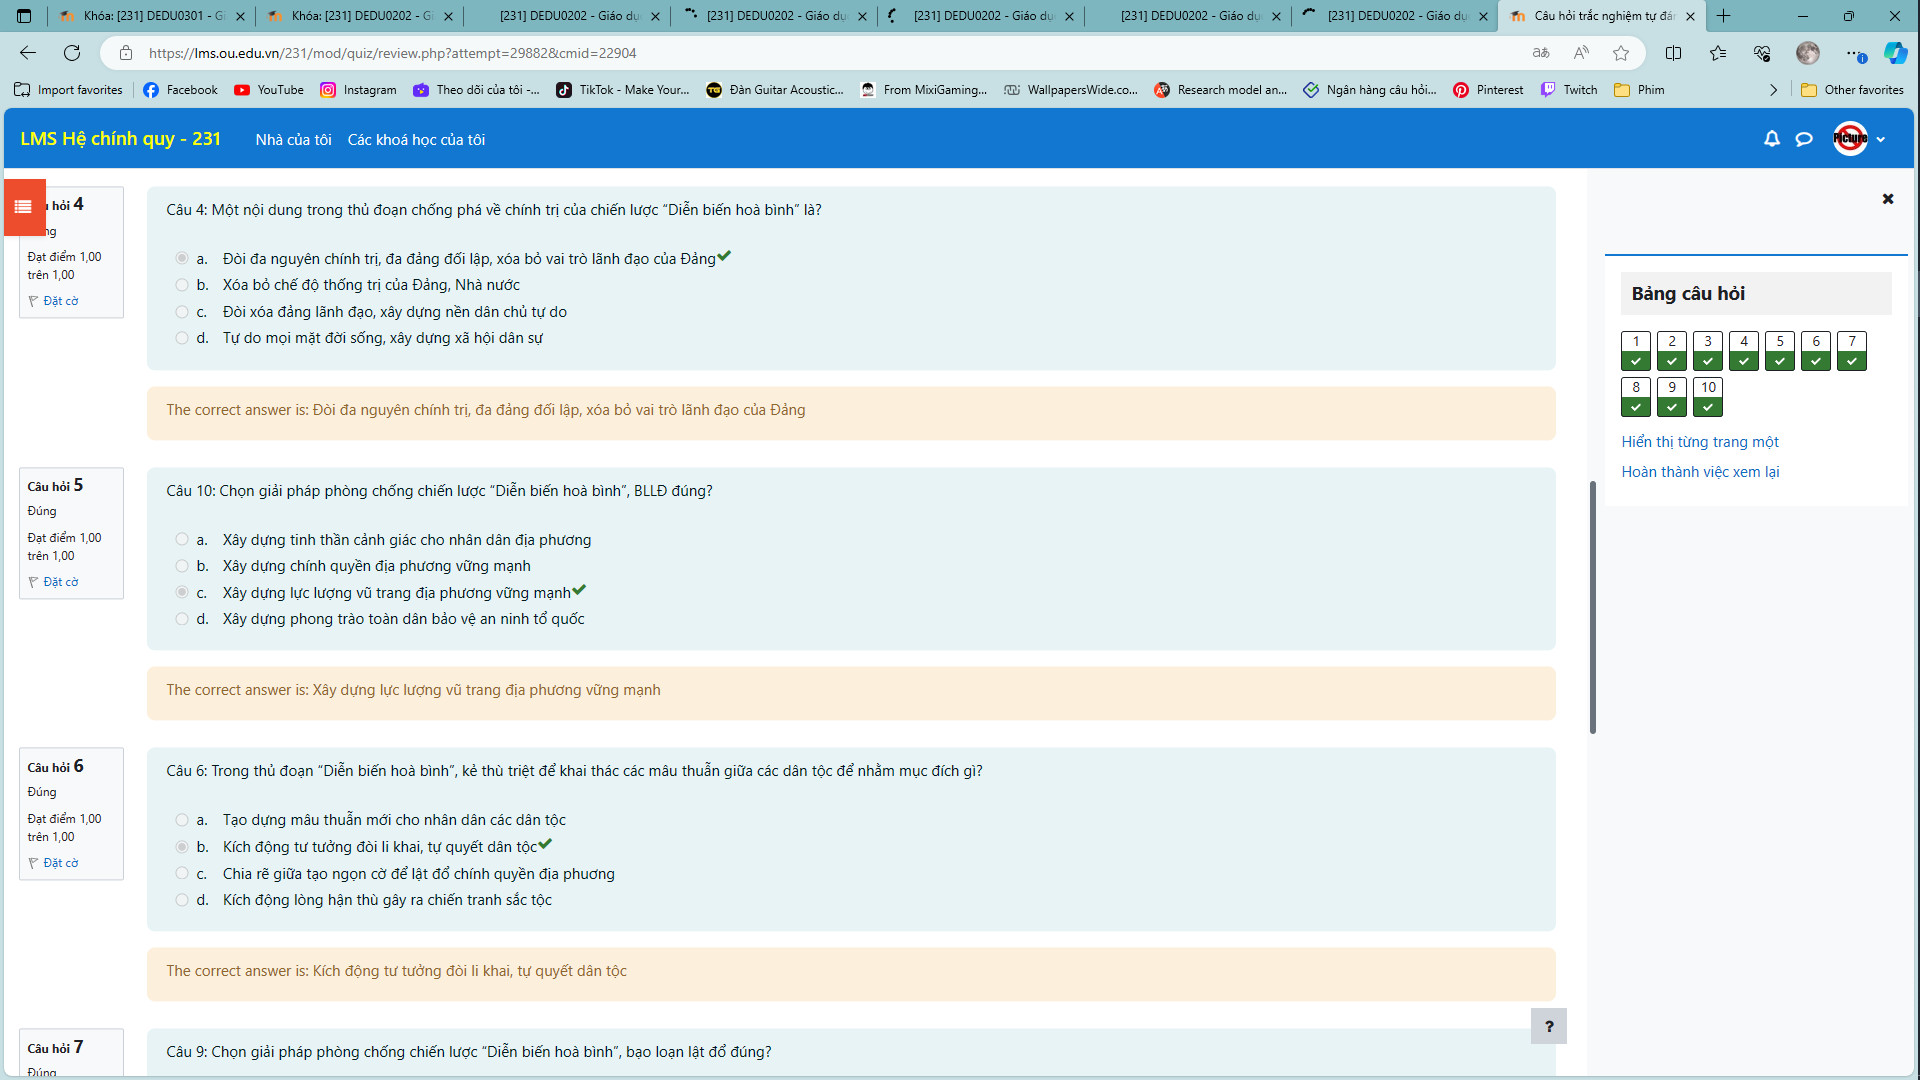 Khóa: [231] DEDU0301 - G
Khóa: [231] DEDU0202 - G
[231] DEDU0202 - Giáo dụ
[231] DEDU0202 - Giáo dụ
[231] DEDU0202 - Giáo dụ
[231] DEDU0202 - Giáo dụ
[231] DEDU0202 - Giáo dụ
Câu hỏi trắc nghiệm tự đán
https://lms.ou.edu.vn/231/mod/quiz/review.php?attempt=29882&cmid=22904
Import favorites Facebook YouTube Instagram Theo dõi của tôi -... TikTok - Make Your... Đàn Guitar Acoustic... From MixiGaming... WallpapersWide.co... Research model an... Ngân hàng câu hỏi... Pinterest Twitch Phim Other favorites
LMS Hệ chính quy - 231 Nhà của tôi Các khoá học của tôi
Picture
hỏi 4
ng
Đạt điểm 1,00
trên 1,00
Đặt cờ
Câu 4: Một nội dung trong thủ đoạn chống phá về chính trị của chiến lược “Diễn biến hoà bình” là?
a. Đòi đa nguyên chính trị, đa đảng đối lập, xóa bỏ vai trò lãnh đạo của Đảng
b. Xóa bỏ chế độ thống trị của Đảng, Nhà nước
c. Đòi xóa đảng lãnh đạo, xây dựng nền dân chủ tự do
d. Tự do mọi mặt đời sống, xây dựng xã hội dân sự
The correct answer is: Đòi đa nguyên chính trị, đa đảng đối lập, xóa bỏ vai trò lãnh đạo của Đảng
Câu hỏi 5
Đúng
Đạt điểm 1,00
trên 1,00
Đặt cờ
Câu 10: Chọn giải pháp phòng chống chiến lược “Diễn biến hoà bình”, BLLĐ đúng?
a. Xây dựng tinh thần cảnh giác cho nhân dân địa phương
b. Xây dựng chính quyền địa phương vững mạnh
c. Xây dựng lực lượng vũ trang địa phương vững mạnh
d. Xây dựng phong trào toàn dân bảo vệ an ninh tổ quốc
The correct answer is: Xây dựng lực lượng vũ trang địa phương vững mạnh
Câu hỏi 6
Đúng
Đạt điểm 1,00
trên 1,00
Đặt cờ
Câu 6: Trong thủ đoạn “Diễn biến hoà bình”, kẻ thù triệt để khai thác các mâu thuẫn giữa các dân tộc để nhằm mục đích gì?
a. Tạo dựng mâu thuẫn mới cho nhân dân các dân tộc
b. Kích động tư tưởng đòi li khai, tự quyết dân tộc
c. Chia rẽ giữa tạo ngọn cờ để lật đổ chính quyền địa phuơng
d. Kích động lòng hận thù gây ra chiến tranh sắc tộc
The correct answer is: Kích động tư tưởng đòi li khai, tự quyết dân tộc
Câu hỏi 7
Đúng
Câu 9: Chọn giải pháp phòng chống chiến lược “Diễn biến hoà bình”, bạo loạn lật đổ đúng?
?
Bảng câu hỏi
1 2 3 4 5 6 7
8 9 10
Hiển thị từng trang một
Hoàn thành việc xem lại